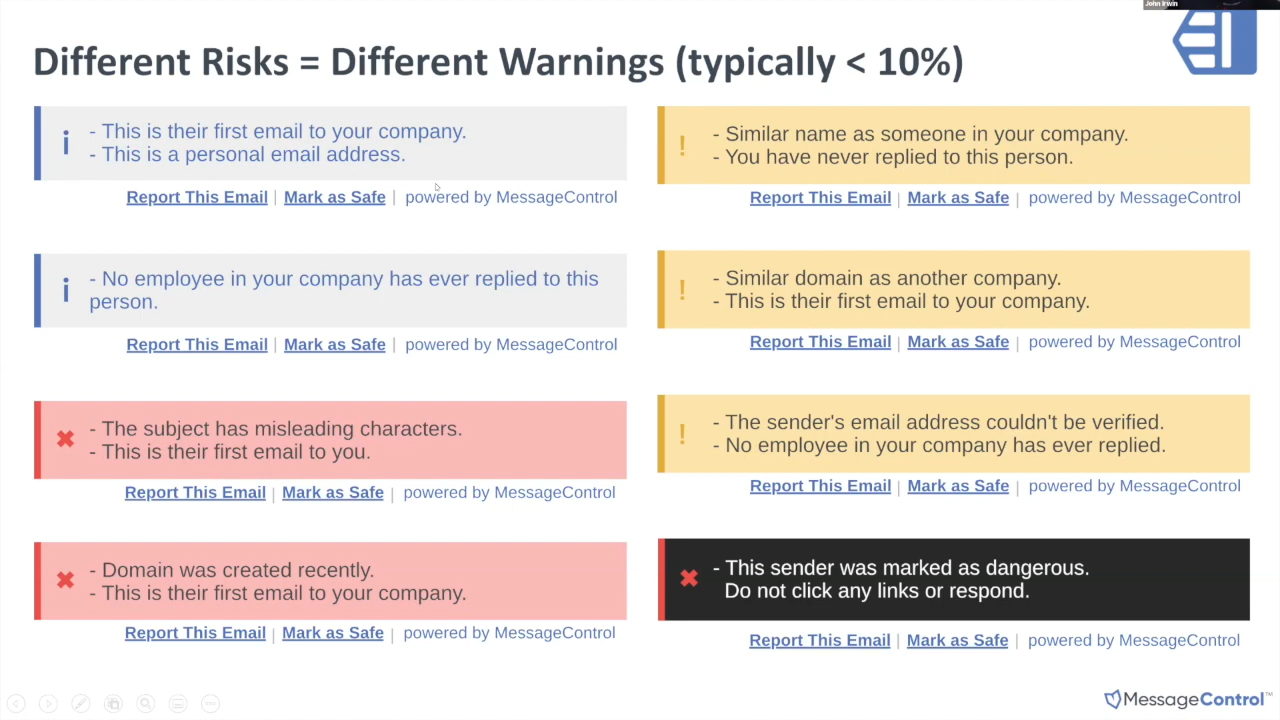 John Irwin
Different Risks = Different Warnings (typically < 10%)
- This is their first email to your company.
- This is a personal email address.
Report This Email | Mark as Safe | powered by MessageControl
- No employee in your company has ever replied to this
person.
Report This Email | Mark as Safe | powered by MessageControl
- The subject has misleading characters.
- This is their first email to you.
Report This Email | Mark as Safe | powered by MessageControl
- Domain was created recently.
- This is their first email to your company.
Report This Email | Mark as Safe | powered by MessageControl
- Similar name as someone in your company.
- You have never replied to this person.
Report This Email | Mark as Safe | powered by MessageControl
- Similar domain as another company.
- This is their first email to your company.
Report This Email | Mark as Safe | powered by MessageControl
- The sender's email address couldn't be verified.
- No employee in your company has ever replied.
Report This Email | Mark as Safe | powered by MessageControl
- This sender was marked as dangerous.
Do not click any links or respond.
Report This Email | Mark as Safe | powered by MessageControl
MessageControl™